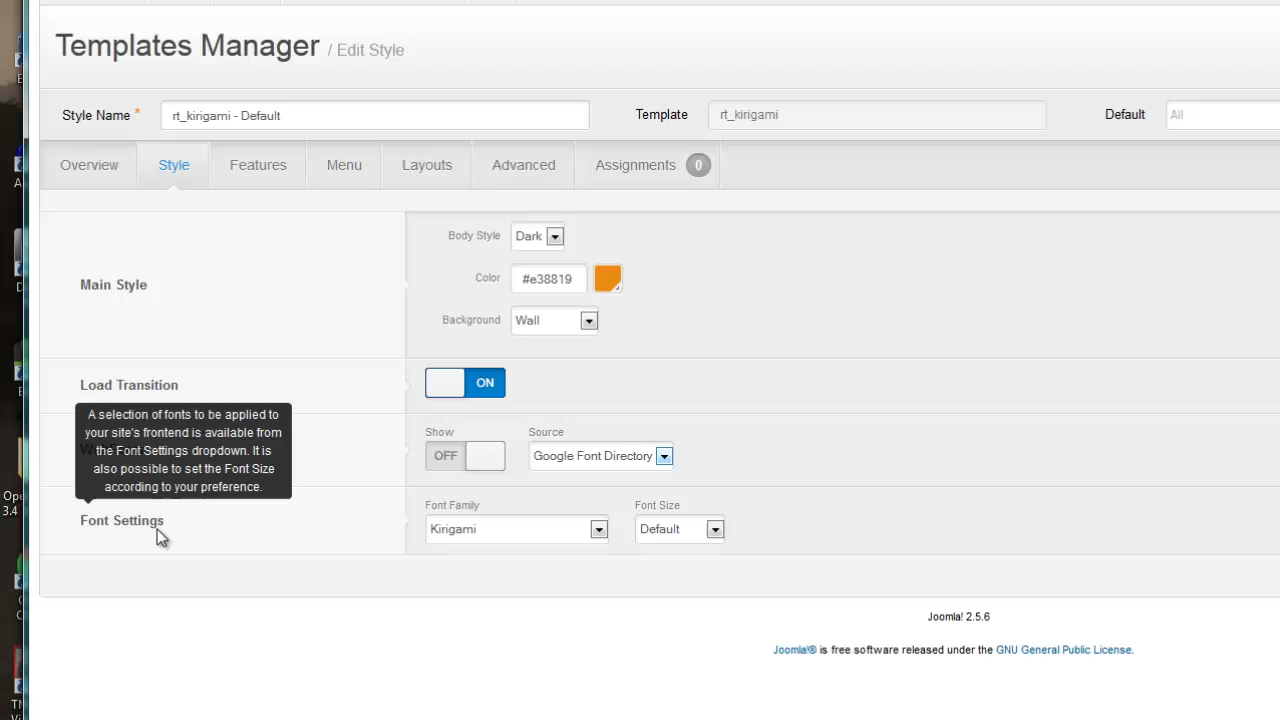 Templates Manager / Edit Style
Style Name * rt_kirigami - Default Template rt_kirigami Default All
Overview Style Features Menu Layouts Advanced Assignments 0
Main Style
Body Style Dark
Color #e38819
Background Wall
Load Transition ON
A selection of fonts to be applied to
your site's frontend is available from
the Font Settings dropdown. It is
also possible to set the Font Size
according to your preference.
Show Source
OFF Google Font Directory
Font Settings
Font Family Font Size
Kirigami Default
Joomla! 2.5.6
Joomla!® is free software released under the GNU General Public License.
Ope
3.4